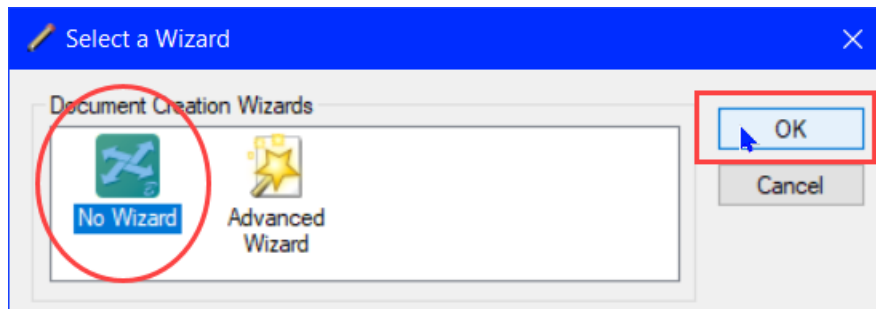 Select a Wizard
Document Creation Wizards
OK
Cancel
No Wizard
Advanced
Wizard